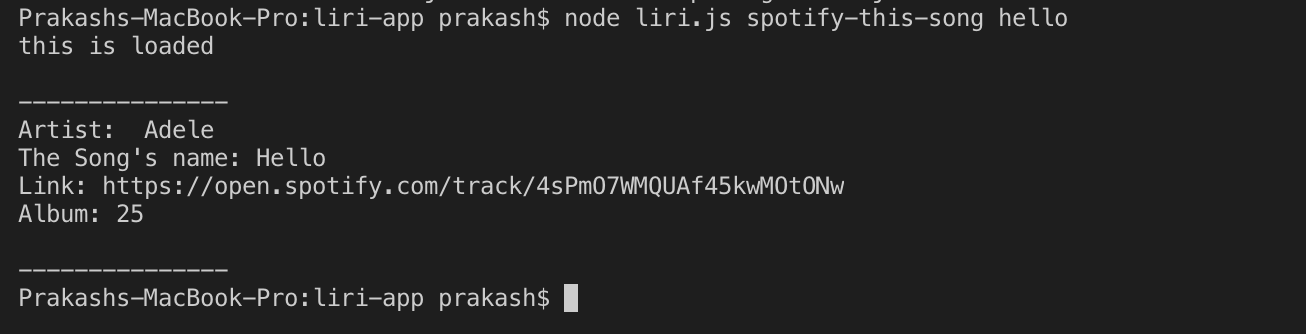 Prakashs-MacBook-Pro:liri-app prakash$ node liri.js spotify-this-song hello
this is loaded
---------------
Artist:  Adele
The Song's name: Hello
Link: https://open.spotify.com/track/4sPmO7WMQUAf45kwMOtONw
Album: 25
---------------
Prakashs-MacBook-Pro:liri-app prakash$